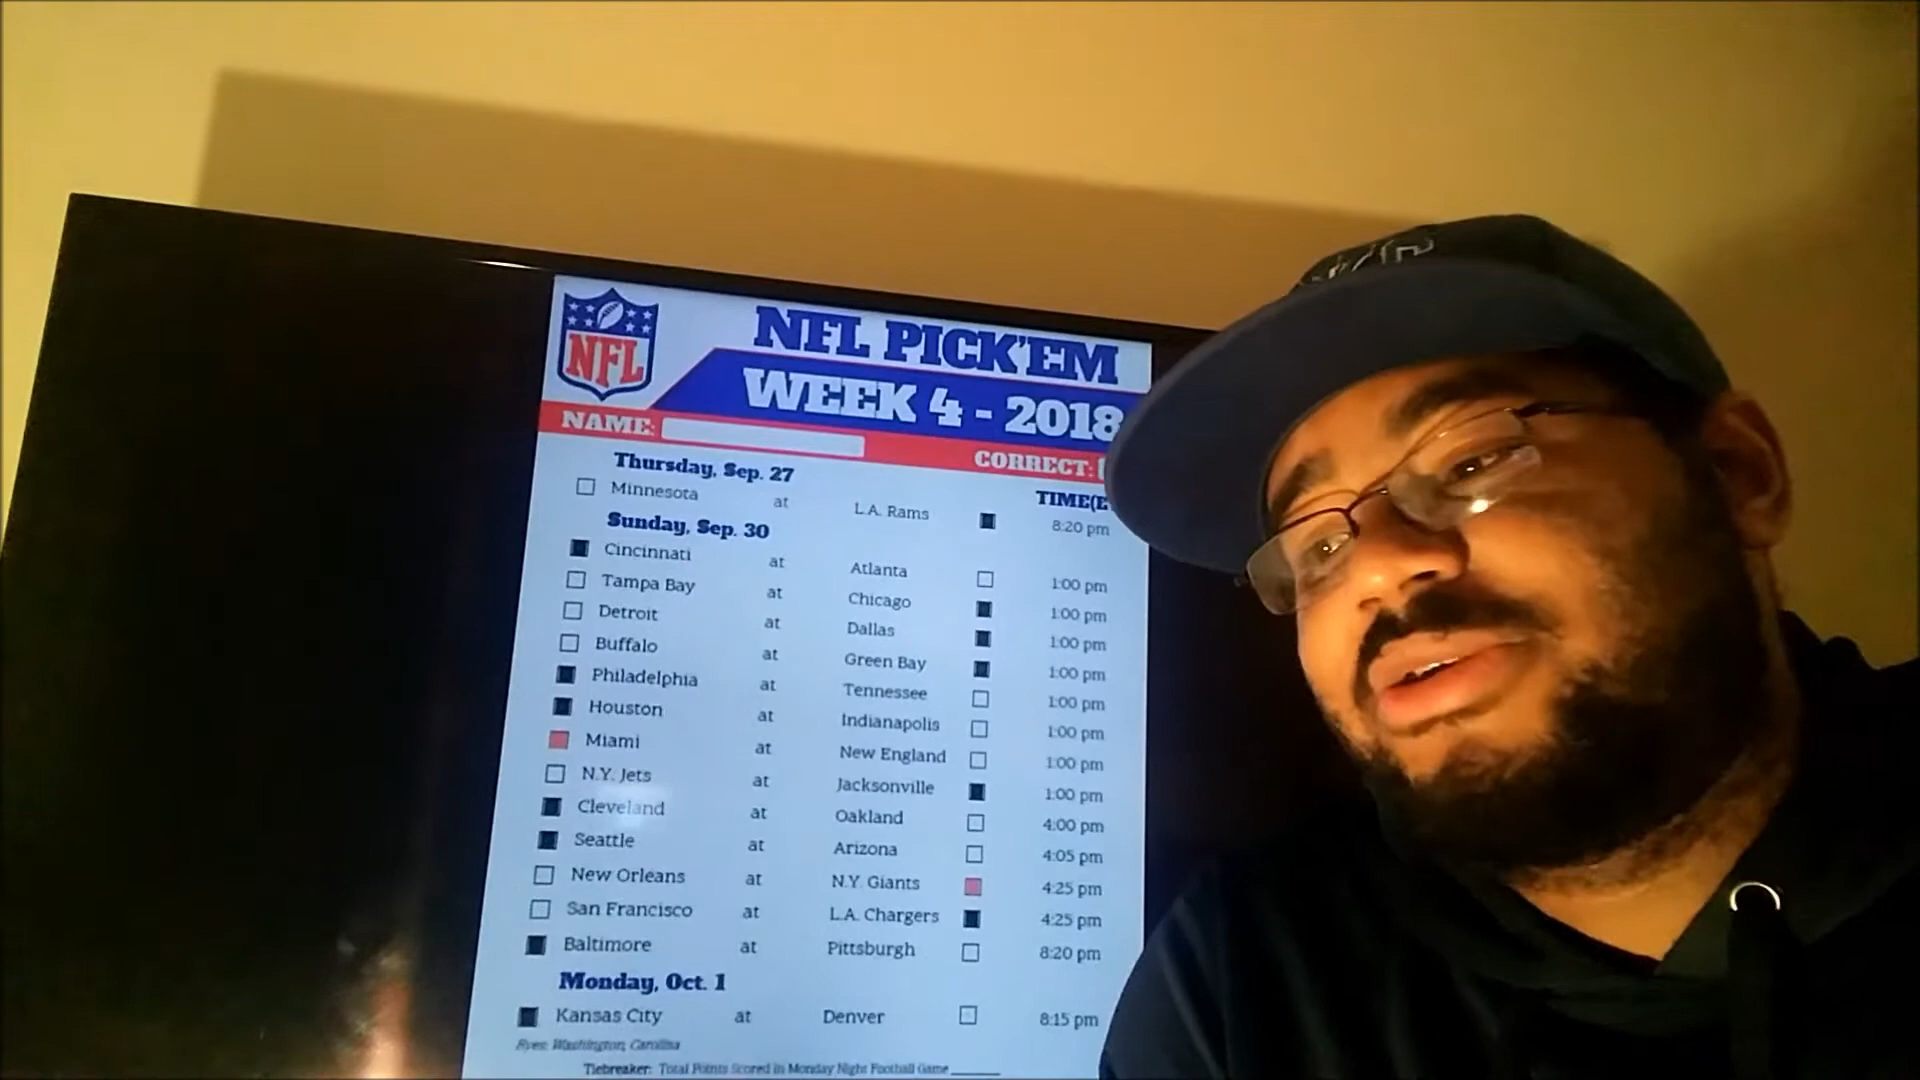 NFL
NFL PICK'EM
WEEK 4 - 2018
NAME:
CORRECT:
Thursday, Sep. 27
TIME(E
Minnesota at L.A. Rams 8:20 pm
Sunday, Sep. 30
Cincinnati at Atlanta 1:00 pm
Tampa Bay at Chicago 1:00 pm
Detroit at Dallas 1:00 pm
Buffalo at Green Bay 1:00 pm
Philadelphia at Tennessee 1:00 pm
Houston at Indianapolis 1:00 pm
Miami at New England 1:00 pm
N.Y. Jets at Jacksonville 1:00 pm
Cleveland at Oakland 4:00 pm
Seattle at Arizona 4:05 pm
New Orleans at N.Y. Giants 4:25 pm
San Francisco at L.A. Chargers 4:25 pm
Baltimore at Pittsburgh 8:20 pm
Monday, Oct. 1
Kansas City at Denver 8:15 pm
Byes: Washington, Carolina
Tiebreaker: Total Points Scored in Monday Night Football Game